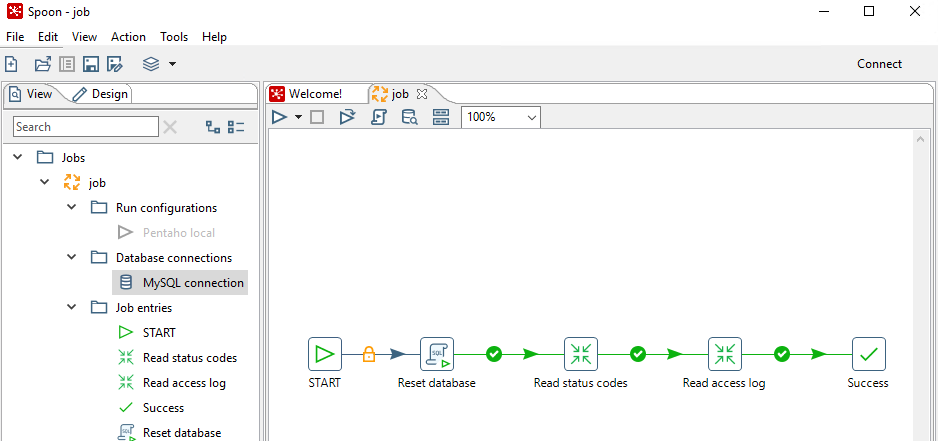 Spoon - job
File Edit View Action Tools Help
Connect
View Design
Welcome! job
Search
100%
Jobs
job
Run configurations
Pentaho local
Database connections
MySQL connection
Job entries
START
Read status codes
Read access log
Success
Reset database
SQL
START Reset database Read status codes Read access log Success